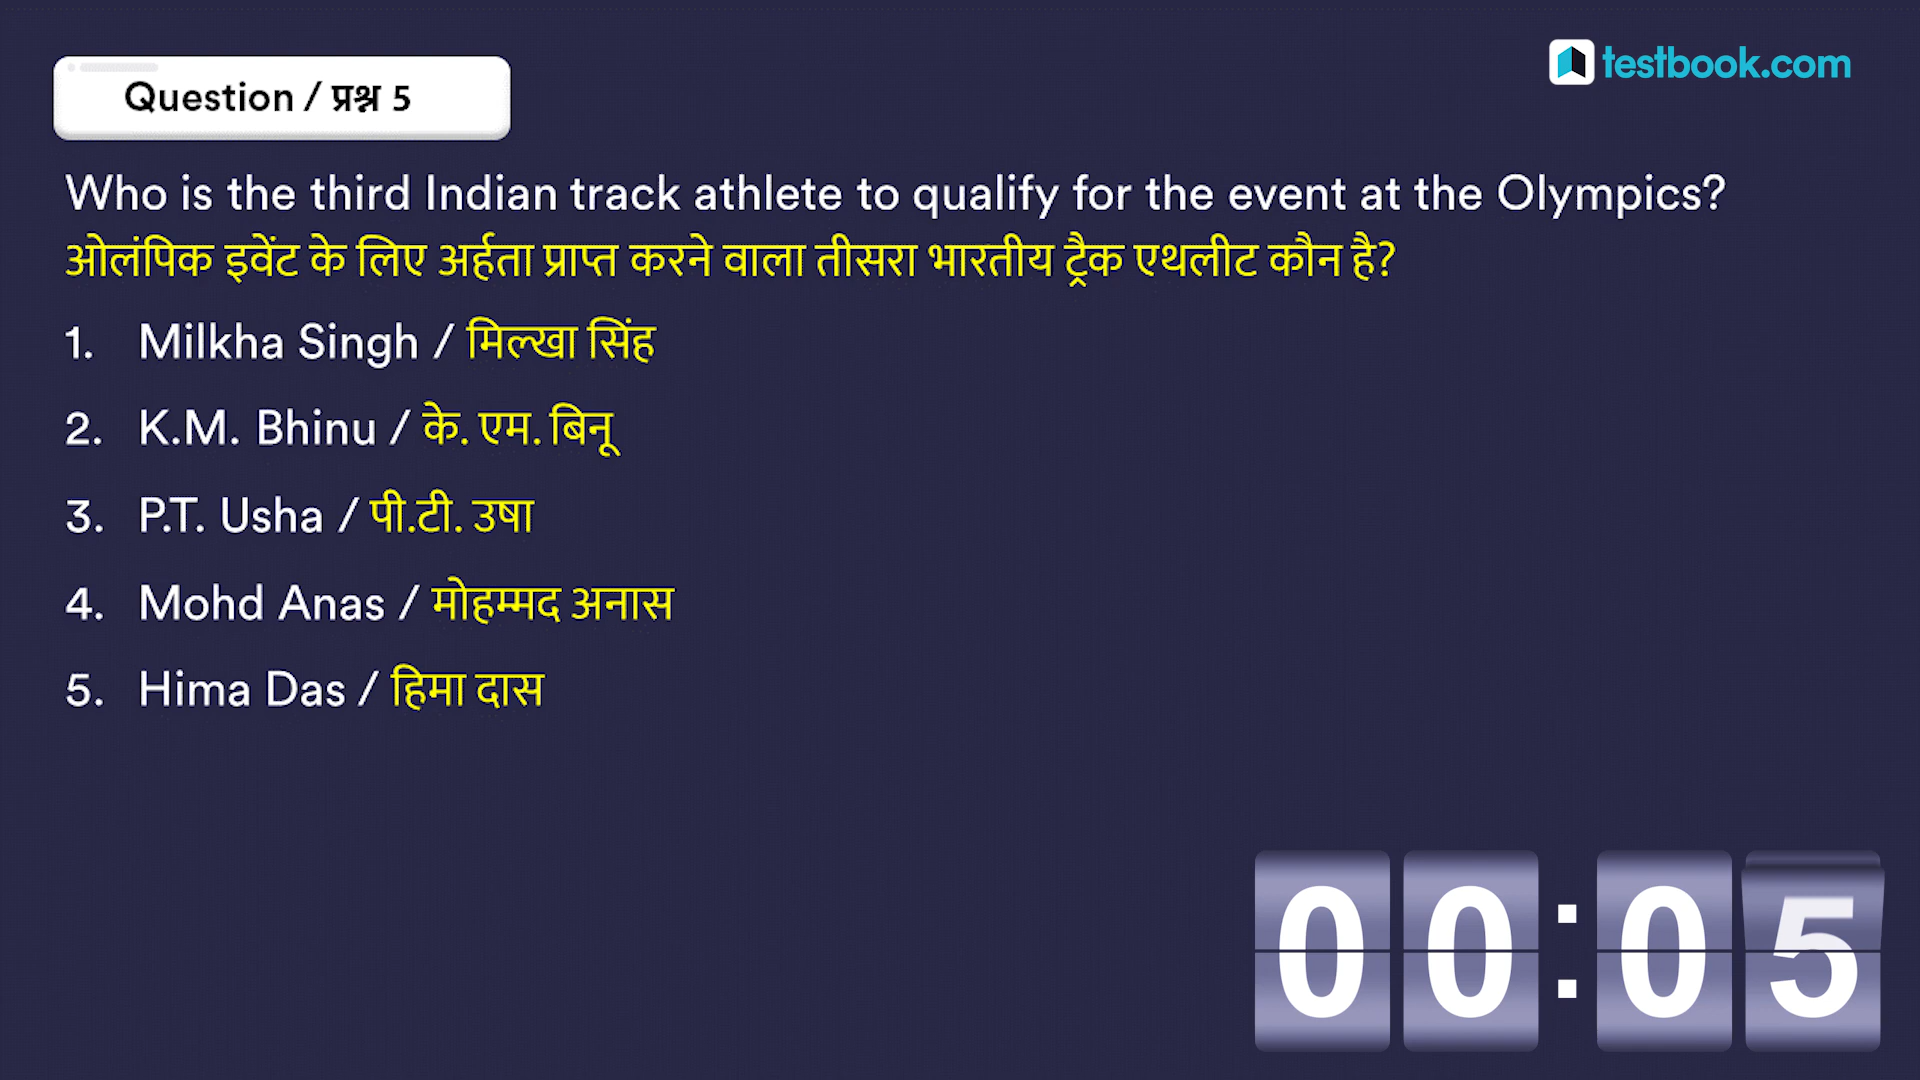 testbook.com
Question / प्रश्न 5
Who is the third Indian track athlete to qualify for the event at the Olympics?
ओलंपिक इवेंट के लिए अर्हता प्राप्त करने वाला तीसरा भारतीय ट्रैक एथलीट कौन है?
1. Milkha Singh / मिल्खा सिंह
2. K.M. Bhinu / के. एम. बिनू
3. P.T. Usha / पी.टी. उषा
4. Mohd Anas / मोहम्मद अनास
5. Hima Das / हिमा दास
00:05